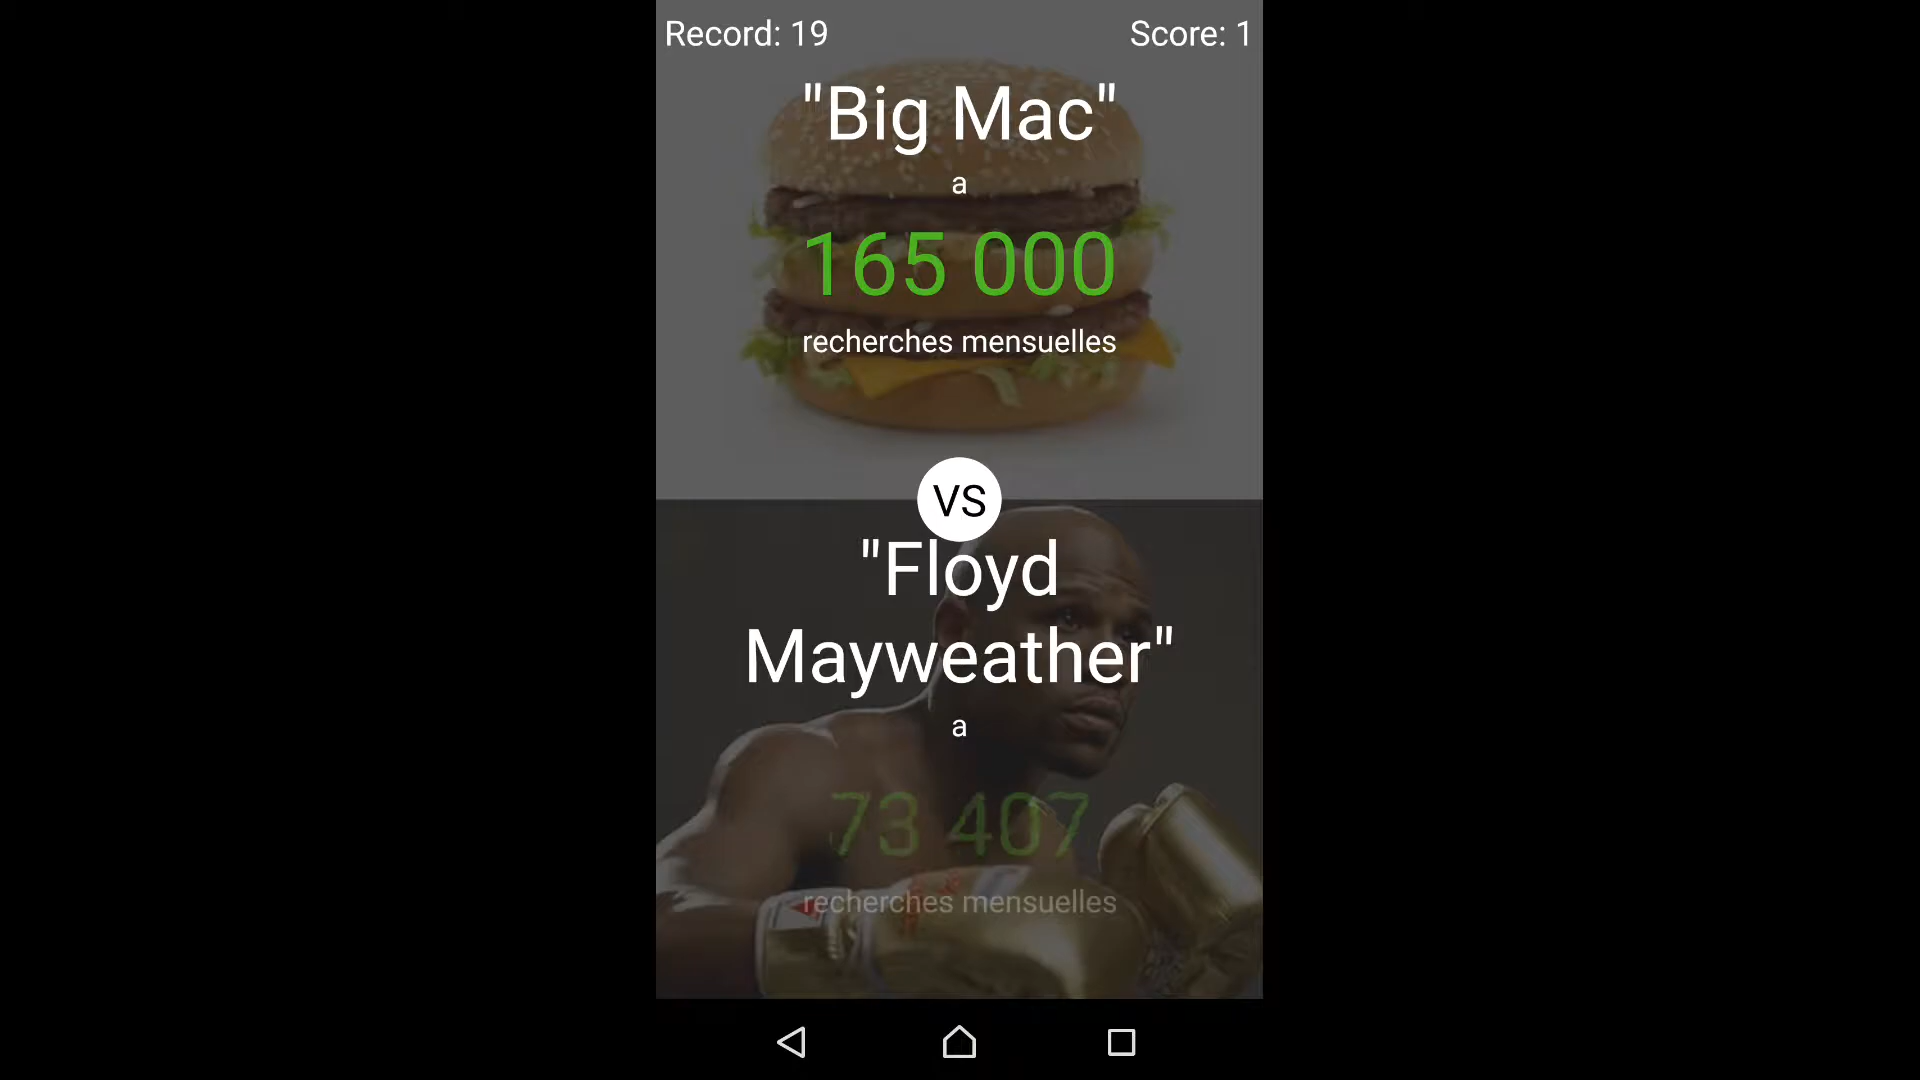 Record: 19
Score: 1
"Big Mac"
a
165 000
recherches mensuelles
VS
"Floyd
Mayweather"
a
73 407
recherches mensuelles